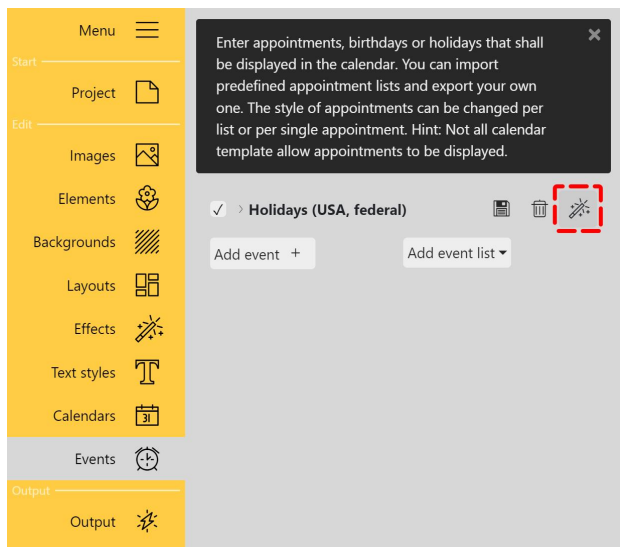 Menu
Start
Project
Edit
Images
Elements
Backgrounds
Layouts
Effects
Text styles
Calendars
31
Events
Output
Output
Enter appointments, birthdays or holidays that shall
be displayed in the calendar. You can import
predefined appointment lists and export your own
one. The style of appointments can be changed per
list or per single appointment. Hint: Not all calendar
template allow appointments to be displayed.
Holidays (USA, federal)
Add event +
Add event list